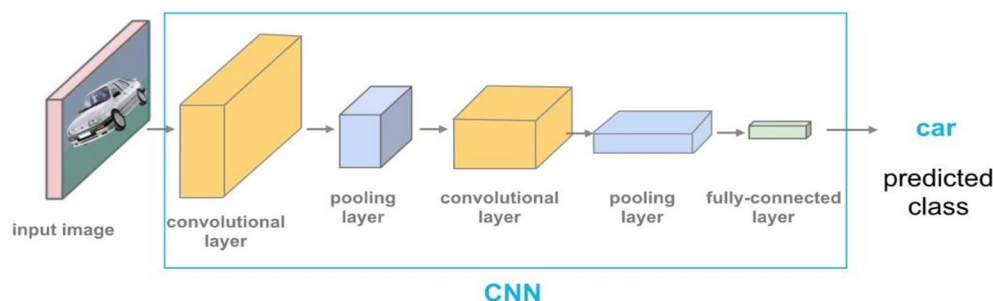 input image
convolutional
layer
pooling
layer
convolutional
layer
pooling
layer
fully-connected
layer
car
predicted
class
CNN